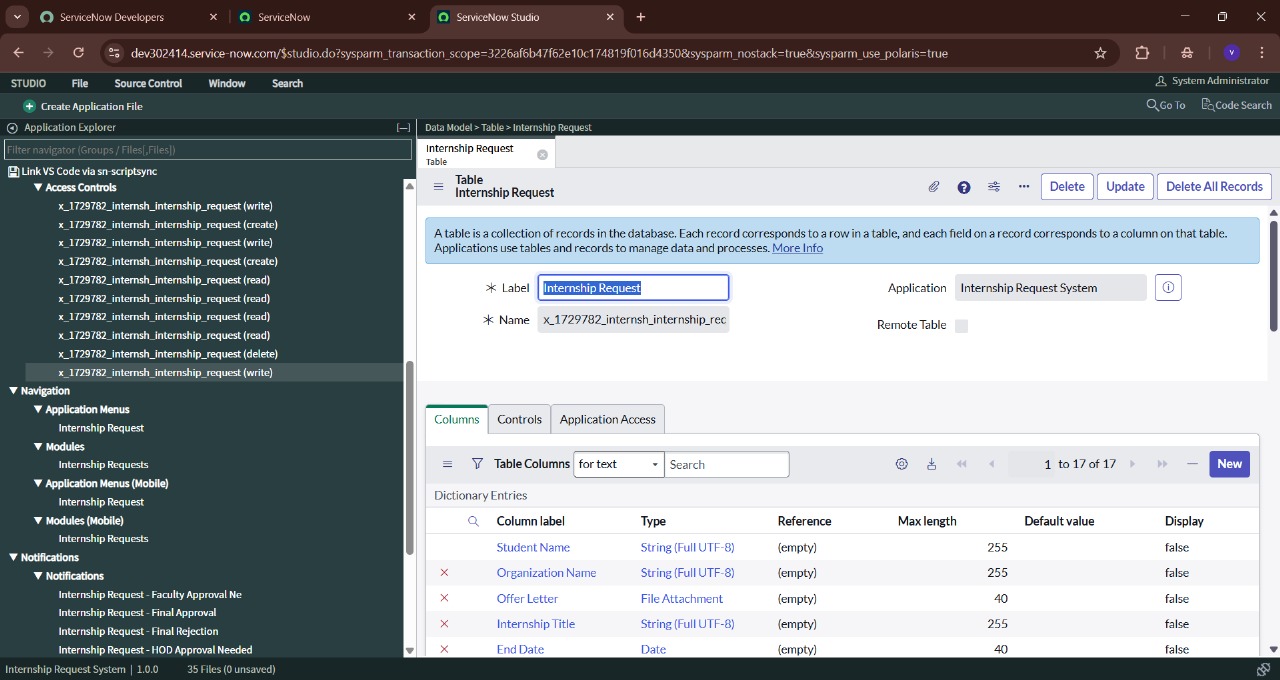 ServiceNow Developers
ServiceNow
ServiceNow Studio
dev302414.service-now.com/$studio.do?sysparm_transaction_scope=3226af6b47f62e10c174819f016d4350&sysparm_nostack=true&sysparm_use_polaris=true
V
STUDIO File Source Control Window Search
System Administrator
Create Application File
Go To Code Search
Application Explorer
Filter navigator (Groups / Files[,Files])
Link VS Code via sn-scriptsync
Access Controls
x_1729782_internsh_internship_request (write)
x_1729782_internsh_internship_request (create)
x_1729782_internsh_internship_request (write)
x_1729782_internsh_internship_request (create)
x_1729782_internsh_internship_request (read)
x_1729782_internsh_internship_request (read)
x_1729782_internsh_internship_request (read)
x_1729782_internsh_internship_request (read)
x_1729782_internsh_internship_request (delete)
x_1729782_internsh_internship_request (write)
Navigation
Application Menus
Internship Request
Modules
Internship Requests
Application Menus (Mobile)
Internship Request
Modules (Mobile)
Internship Requests
Notifications
Notifications
Internship Request - Faculty Approval Ne
Internship Request - Final Approval
Internship Request - Final Rejection
Internship Request - HOD Approval Needed
Data Model > Table > Internship Request
Internship Request
Table
Table
Internship Request
Delete Update Delete All Records
A table is a collection of records in the database. Each record corresponds to a row in a table, and each field on a record corresponds to a column on that table.
Applications use tables and records to manage data and processes. More Info
Label Internship Request
Application Internship Request System
Name x_1729782_internsh_internship_rec
Remote Table
Columns Controls Application Access
Table Columns for text Search 1 to 17 of 17 New
Dictionary Entries
Column label Type Reference Max length Default value Display
Student Name String (Full UTF-8) (empty) 255 false
Organization Name String (Full UTF-8) (empty) 255 false
Offer Letter File Attachment (empty) 40 false
Internship Title String (Full UTF-8) (empty) 255 false
End Date Date (empty) 40 false
Internship Request System | 1.0.0 35 Files (0 unsaved)